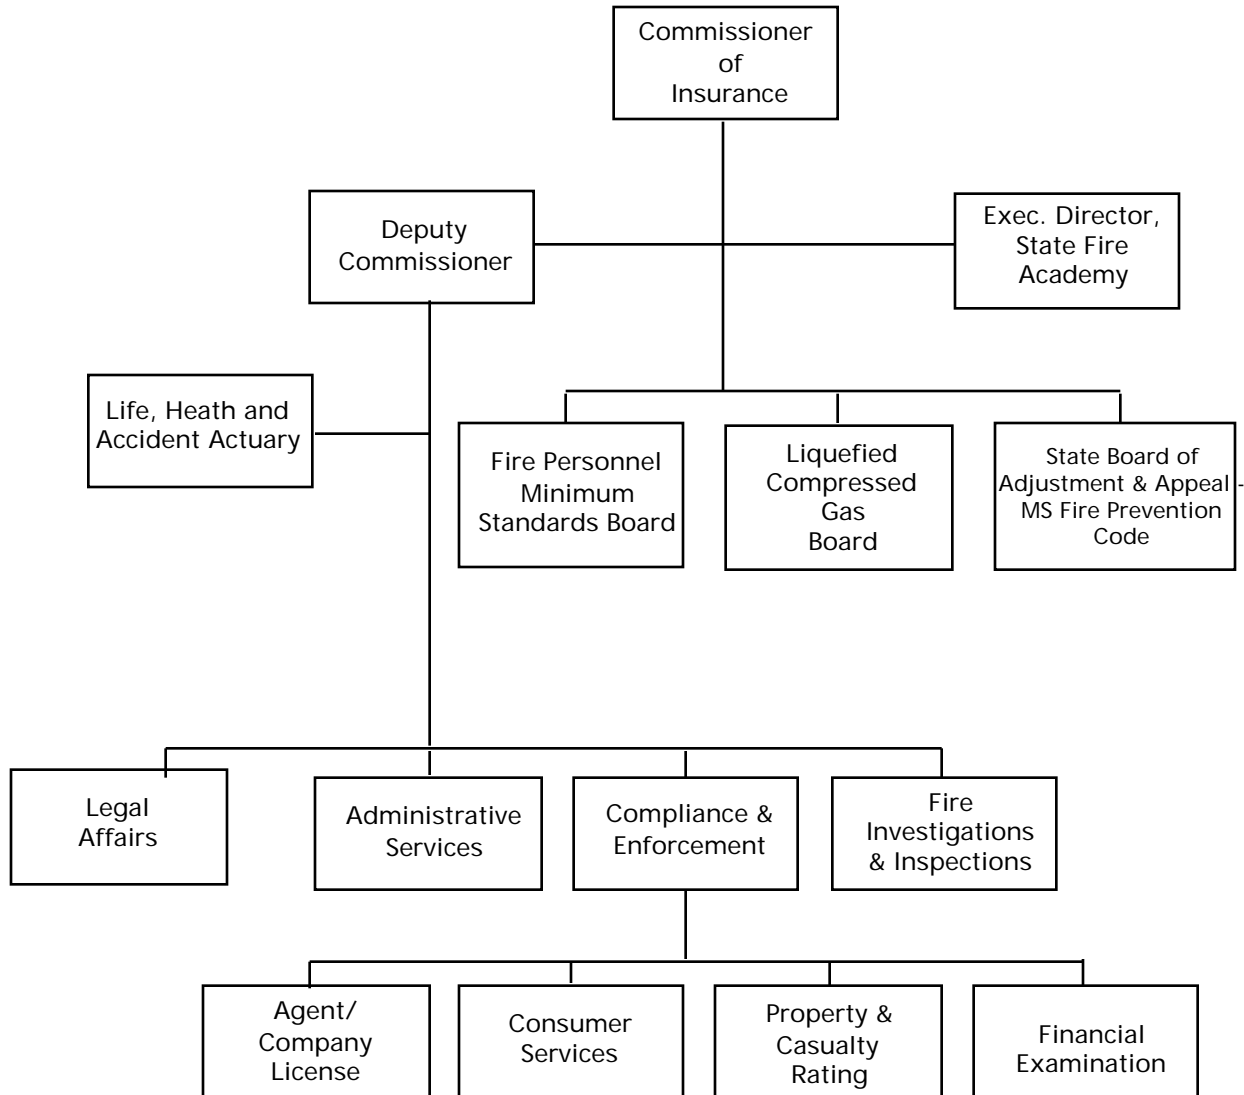 Commissioner
of
Insurance
Deputy
Commissioner
Exec. Director,
State Fire
Academy
Life, Heath and
Accident Actuary
Fire Personnel
Minimum
Standards Board
Liquefied
Compressed
Gas
Board
State Board of
Adjustment & Appeal -
MS Fire Prevention
Code
Legal
Affairs
Administrative
Services
Compliance &
Enforcement
Fire
Investigations
& Inspections
Agent/
Company
License
Consumer
Services
Property &
Casualty
Rating
Financial
Examination